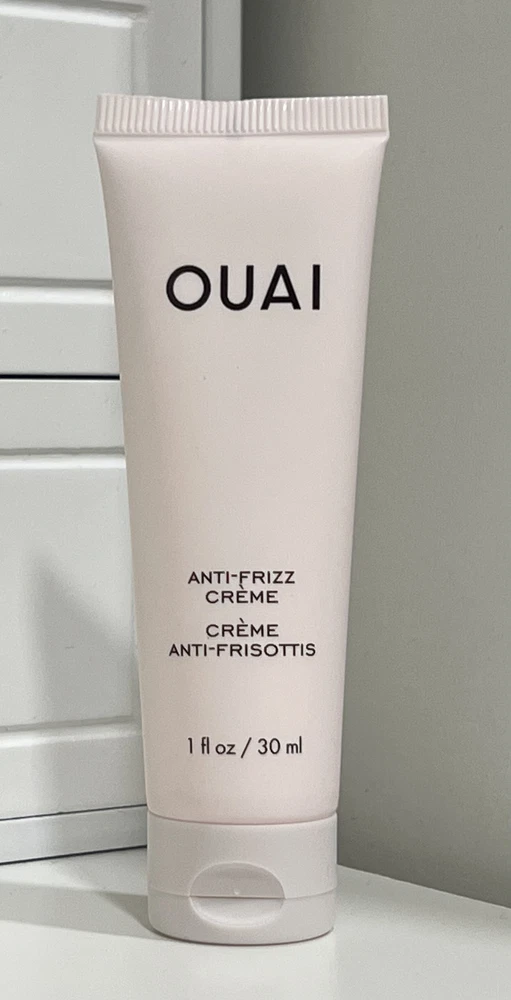 OUAI
ANTI-FRIZZ
CRÈME
CRÈME
ANTI-FRISOTTIS
1 fl oz / 30 ml